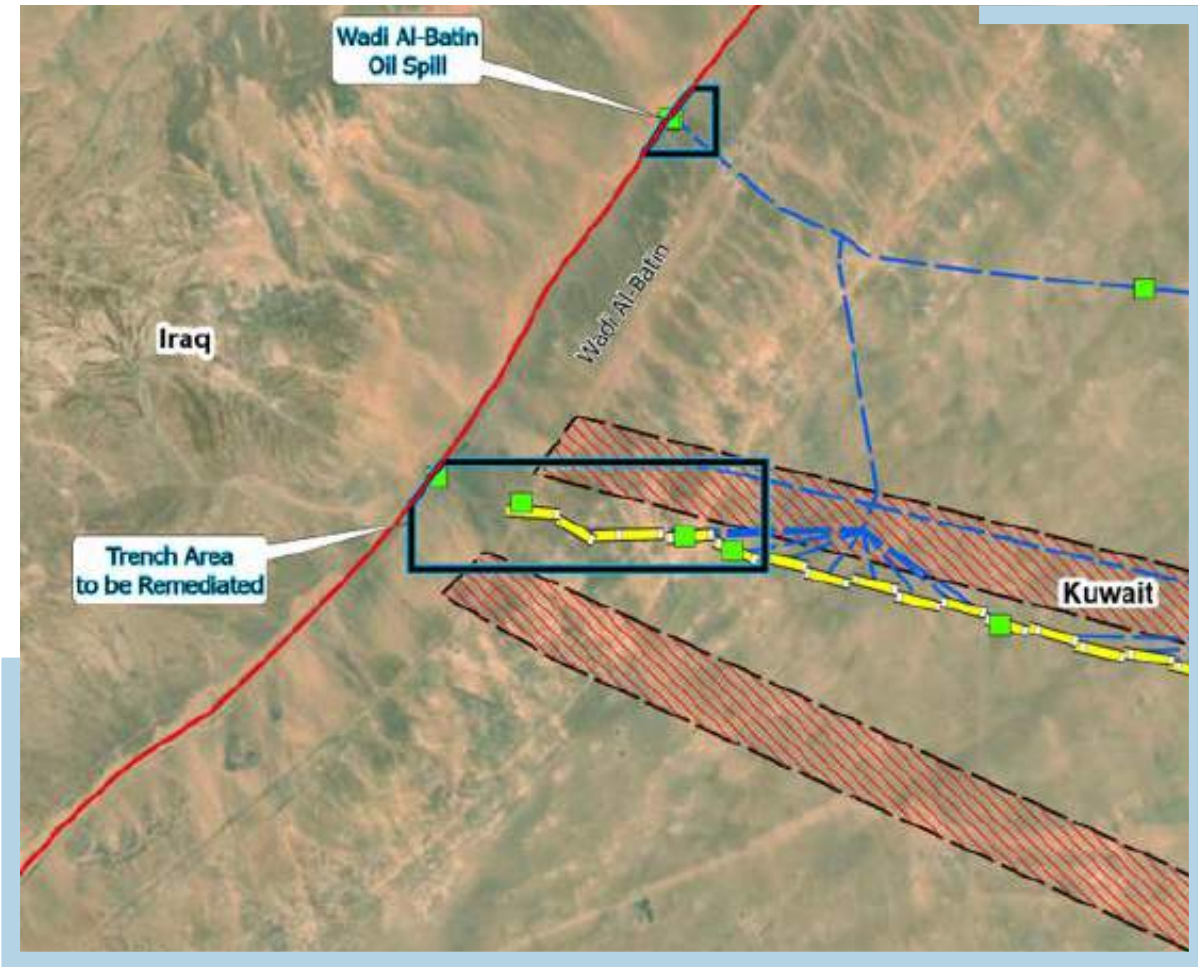 Wadi Al-Batin
Oil Spill
Wadi Al-Batin
Iraq
Trench Area
to be Remediated
Kuwait